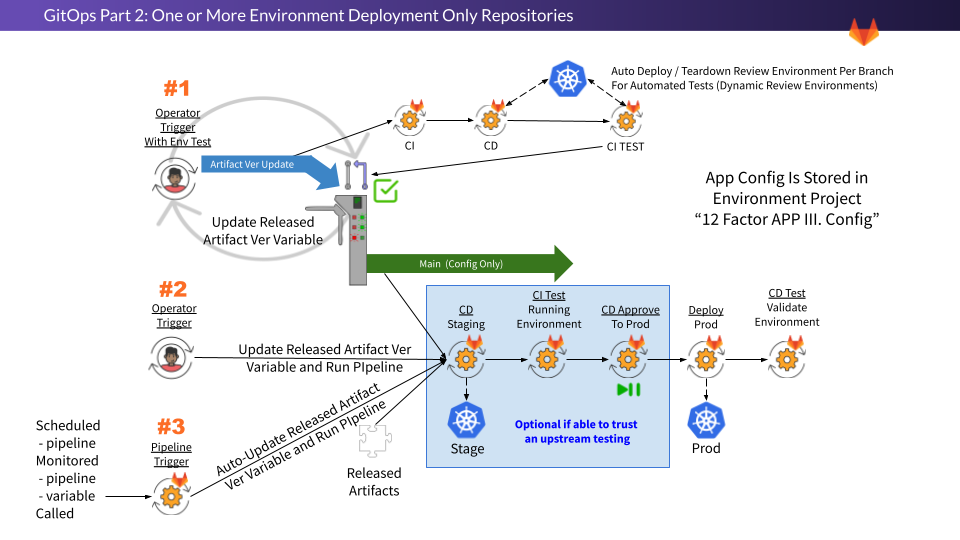 GitOps Part 2: One or More Environment Deployment Only Repositories
#1
Operator
Trigger
With Env Test
Artifact Ver Update
CI
CD
CI TEST
Auto Deploy / Teardown Review Environment Per Branch
For Automated Tests (Dynamic Review Environments)
App Config Is Stored in
Environment Project
“12 Factor APP III. Config”
Update Released
Artifact Ver Variable
Main (Config Only)
#2
Operator
Trigger
Update Released Artifact Ver
Variable and Run PIpeline
CD
Staging
CI Test
Running
Environment
CD Approve
To Prod
Deploy
Prod
CD Test
Validate
Environment
Stage
Optional if able to trust
an upstream testing
Prod
#3
Pipeline
Trigger
Scheduled
- pipeline
Monitored
- pipeline
- variable
Called
Auto-Update Released Artifact
Ver Variable and Run PIpeline
Released
Artifacts